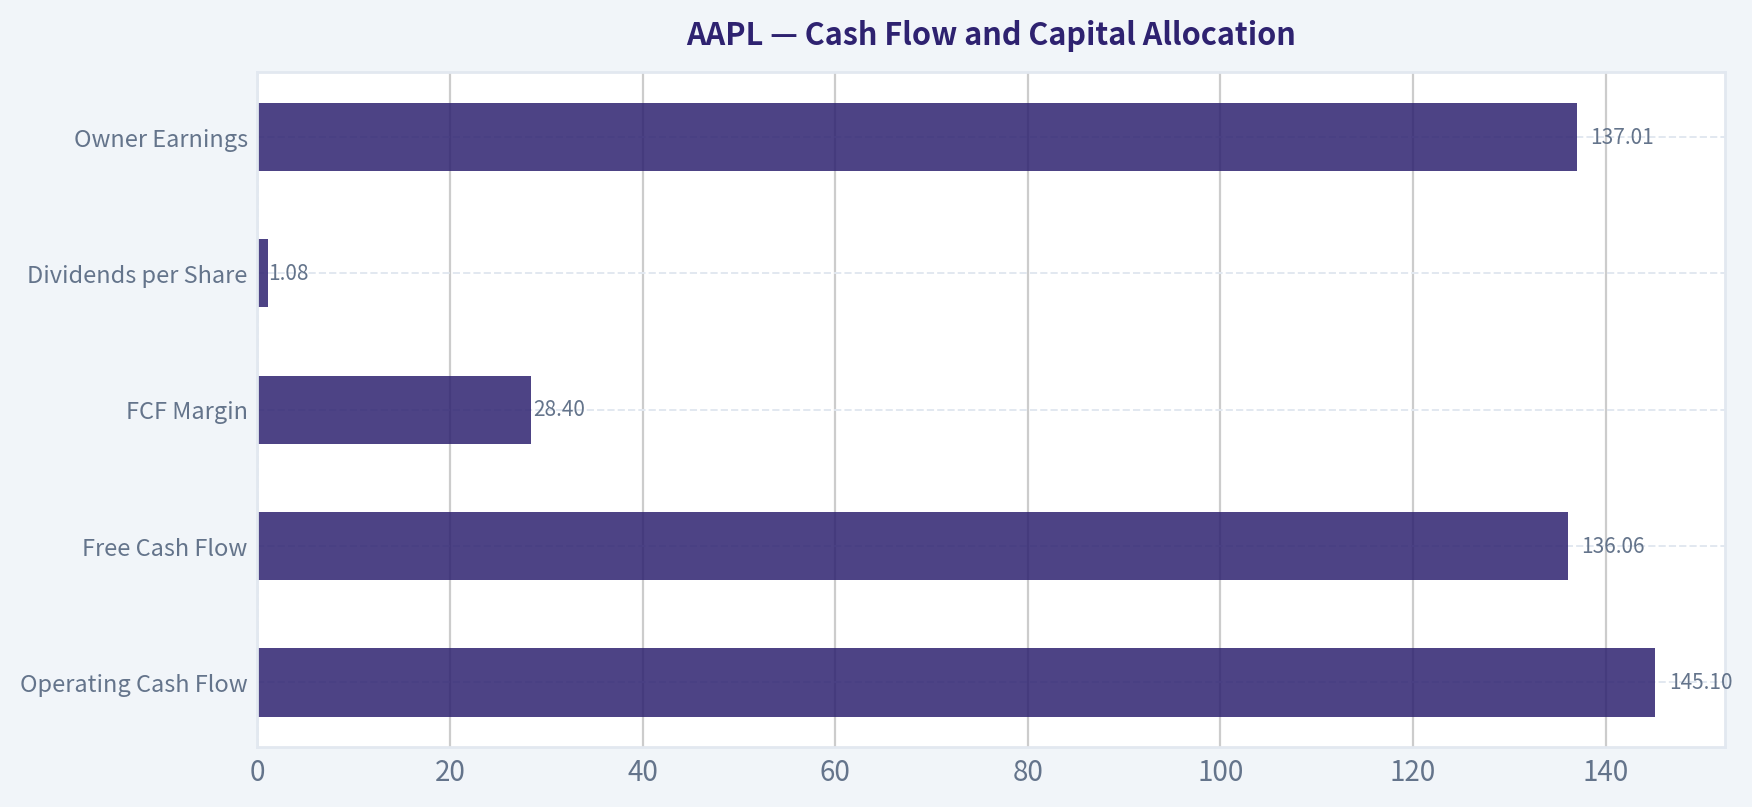 AAPL — Cash Flow and Capital Allocation
Owner Earnings
137.01
Dividends per Share
1.08
FCF Margin
28.40
Free Cash Flow
136.06
Operating Cash Flow
145.10
0 20 40 60 80 100 120 140